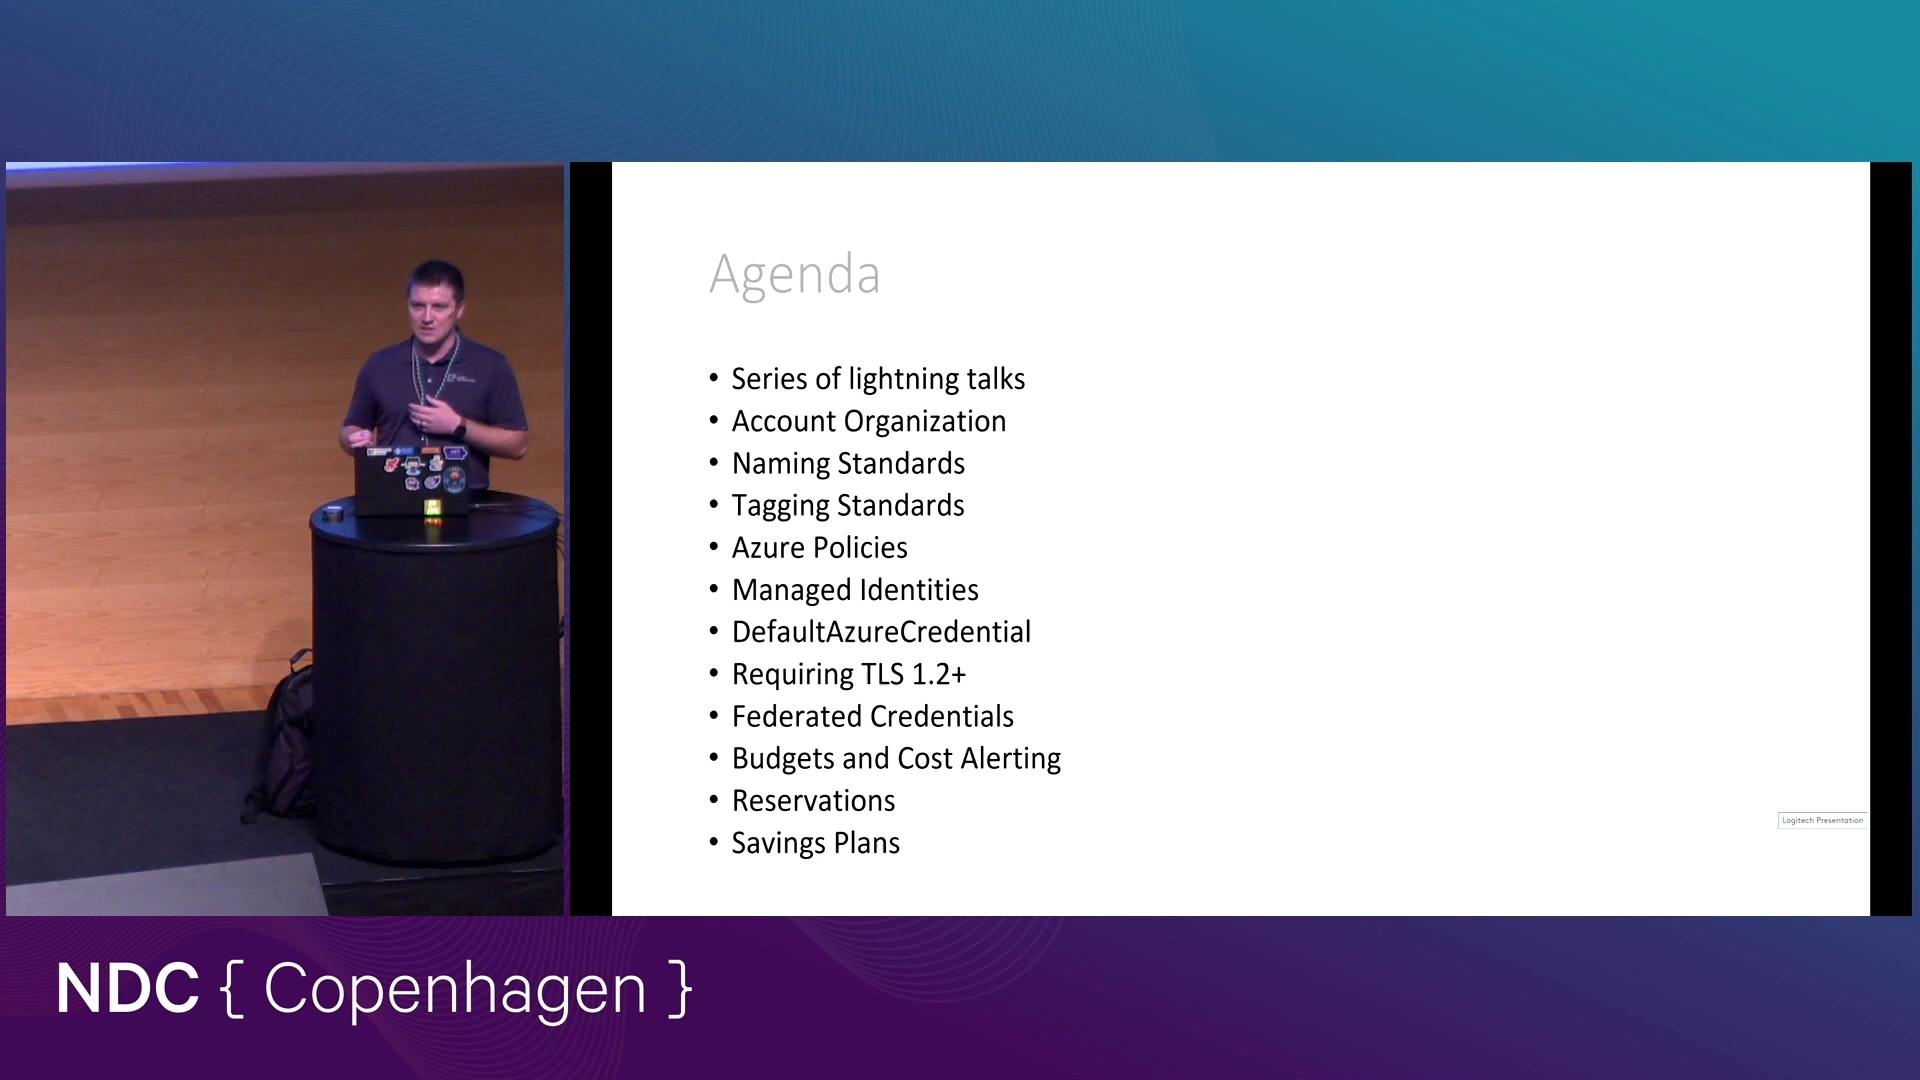 Agenda
• Series of lightning talks
• Account Organization
• Naming Standards
• Tagging Standards
• Azure Policies
• Managed Identities
• DefaultAzureCredential
• Requiring TLS 1.2+
• Federated Credentials
• Budgets and Cost Alerting
• Reservations
• Savings Plans
Logitech Presentation
NDC { Copenhagen }